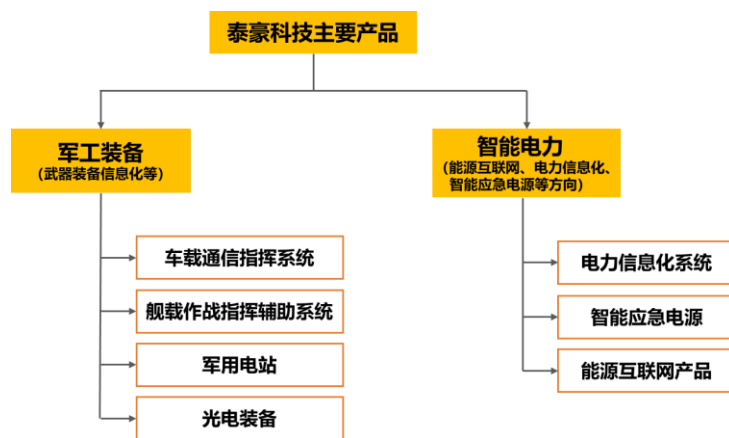 泰豪科技主要产品
军工装备
（武器装备信息化等）
智能电力
（能源互联网、电力信息化、
智能应急电源等方向）
车载通信指挥系统
舰载作战指挥辅助系统
军用电站
光电装备
电力信息化系统
智能应急电源
能源互联网产品